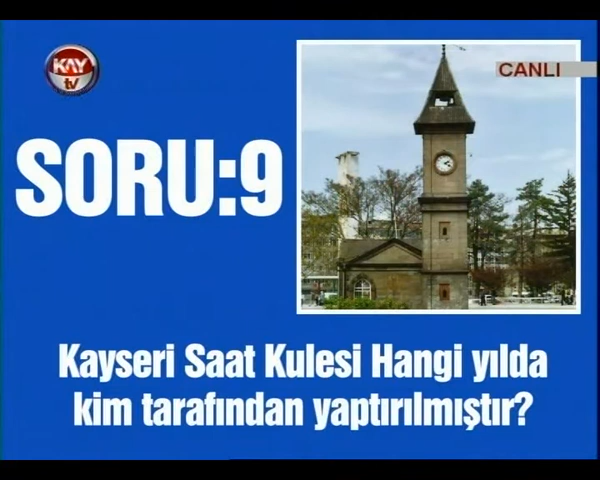 KAY
tv
CANLI
SORU:9
Kayseri Saat Kulesi Hangi yılda
kim tarafından yaptırılmıştır?